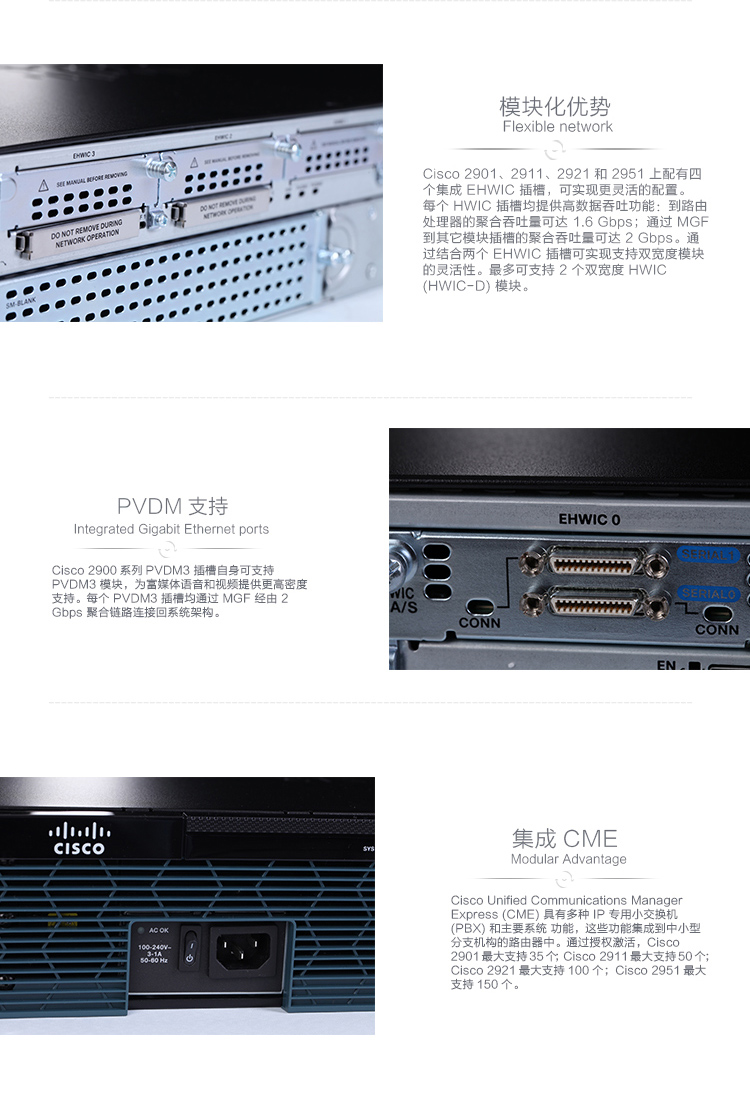 EHWIC 3
EHWIC 2
SEE MANUAL BEFORE REMOVING
SEE MANUAL BEFORE REMOVING
DO NOT REMOVE DURING
NETWORK OPERATION
DO NOT REMOVE DURING
NETWORK OPERATION
SM-BLANK
模块化优势
Flexible network
Cisco 2901、2911、2921 和 2951 上配有四
个集成 EHWIC 插槽，可实现更灵活的配置。
每个 HWIC 插槽均提供高数据吞吐功能：到路由
处理器的聚合吞吐量可达 1.6 Gbps；通过 MGF
到其它模块插槽的聚合吞吐量可达 2 Gbps。通
过结合两个 EHWIC 插槽可实现支持双宽度模块
的灵活性。最多可支持 2 个双宽度 HWIC
(HWIC-D) 模块。
PVDM 支持
Integrated Gigabit Ethernet ports
Cisco 2900 系列 PVDM3 插槽自身可支持
PVDM3 模块，为富媒体语音和视频提供更高密度
支持。每个 PVDM3 插槽均通过 MGF 经由 2
Gbps 聚合链路连接回系统架构。
EHWIC 0
SERIAL1
SERIAL0
WIC
A/S
CONN
CONN
EN
CISCO
SYS
AC OK
100-240V~
3-1A
50-60 Hz
集成 CME
Modular Advantage
Cisco Unified Communications Manager
Express (CME) 具有多种 IP 专用小交换机
(PBX) 和主要系统 功能，这些功能集成到中小型
分支机构的路由器中。通过授权激活，Cisco
2901 最大支持 35 个; Cisco 2911 最大支持 50 个;
Cisco 2921 最大支持 100 个；Cisco 2951 最大
支持 150 个。